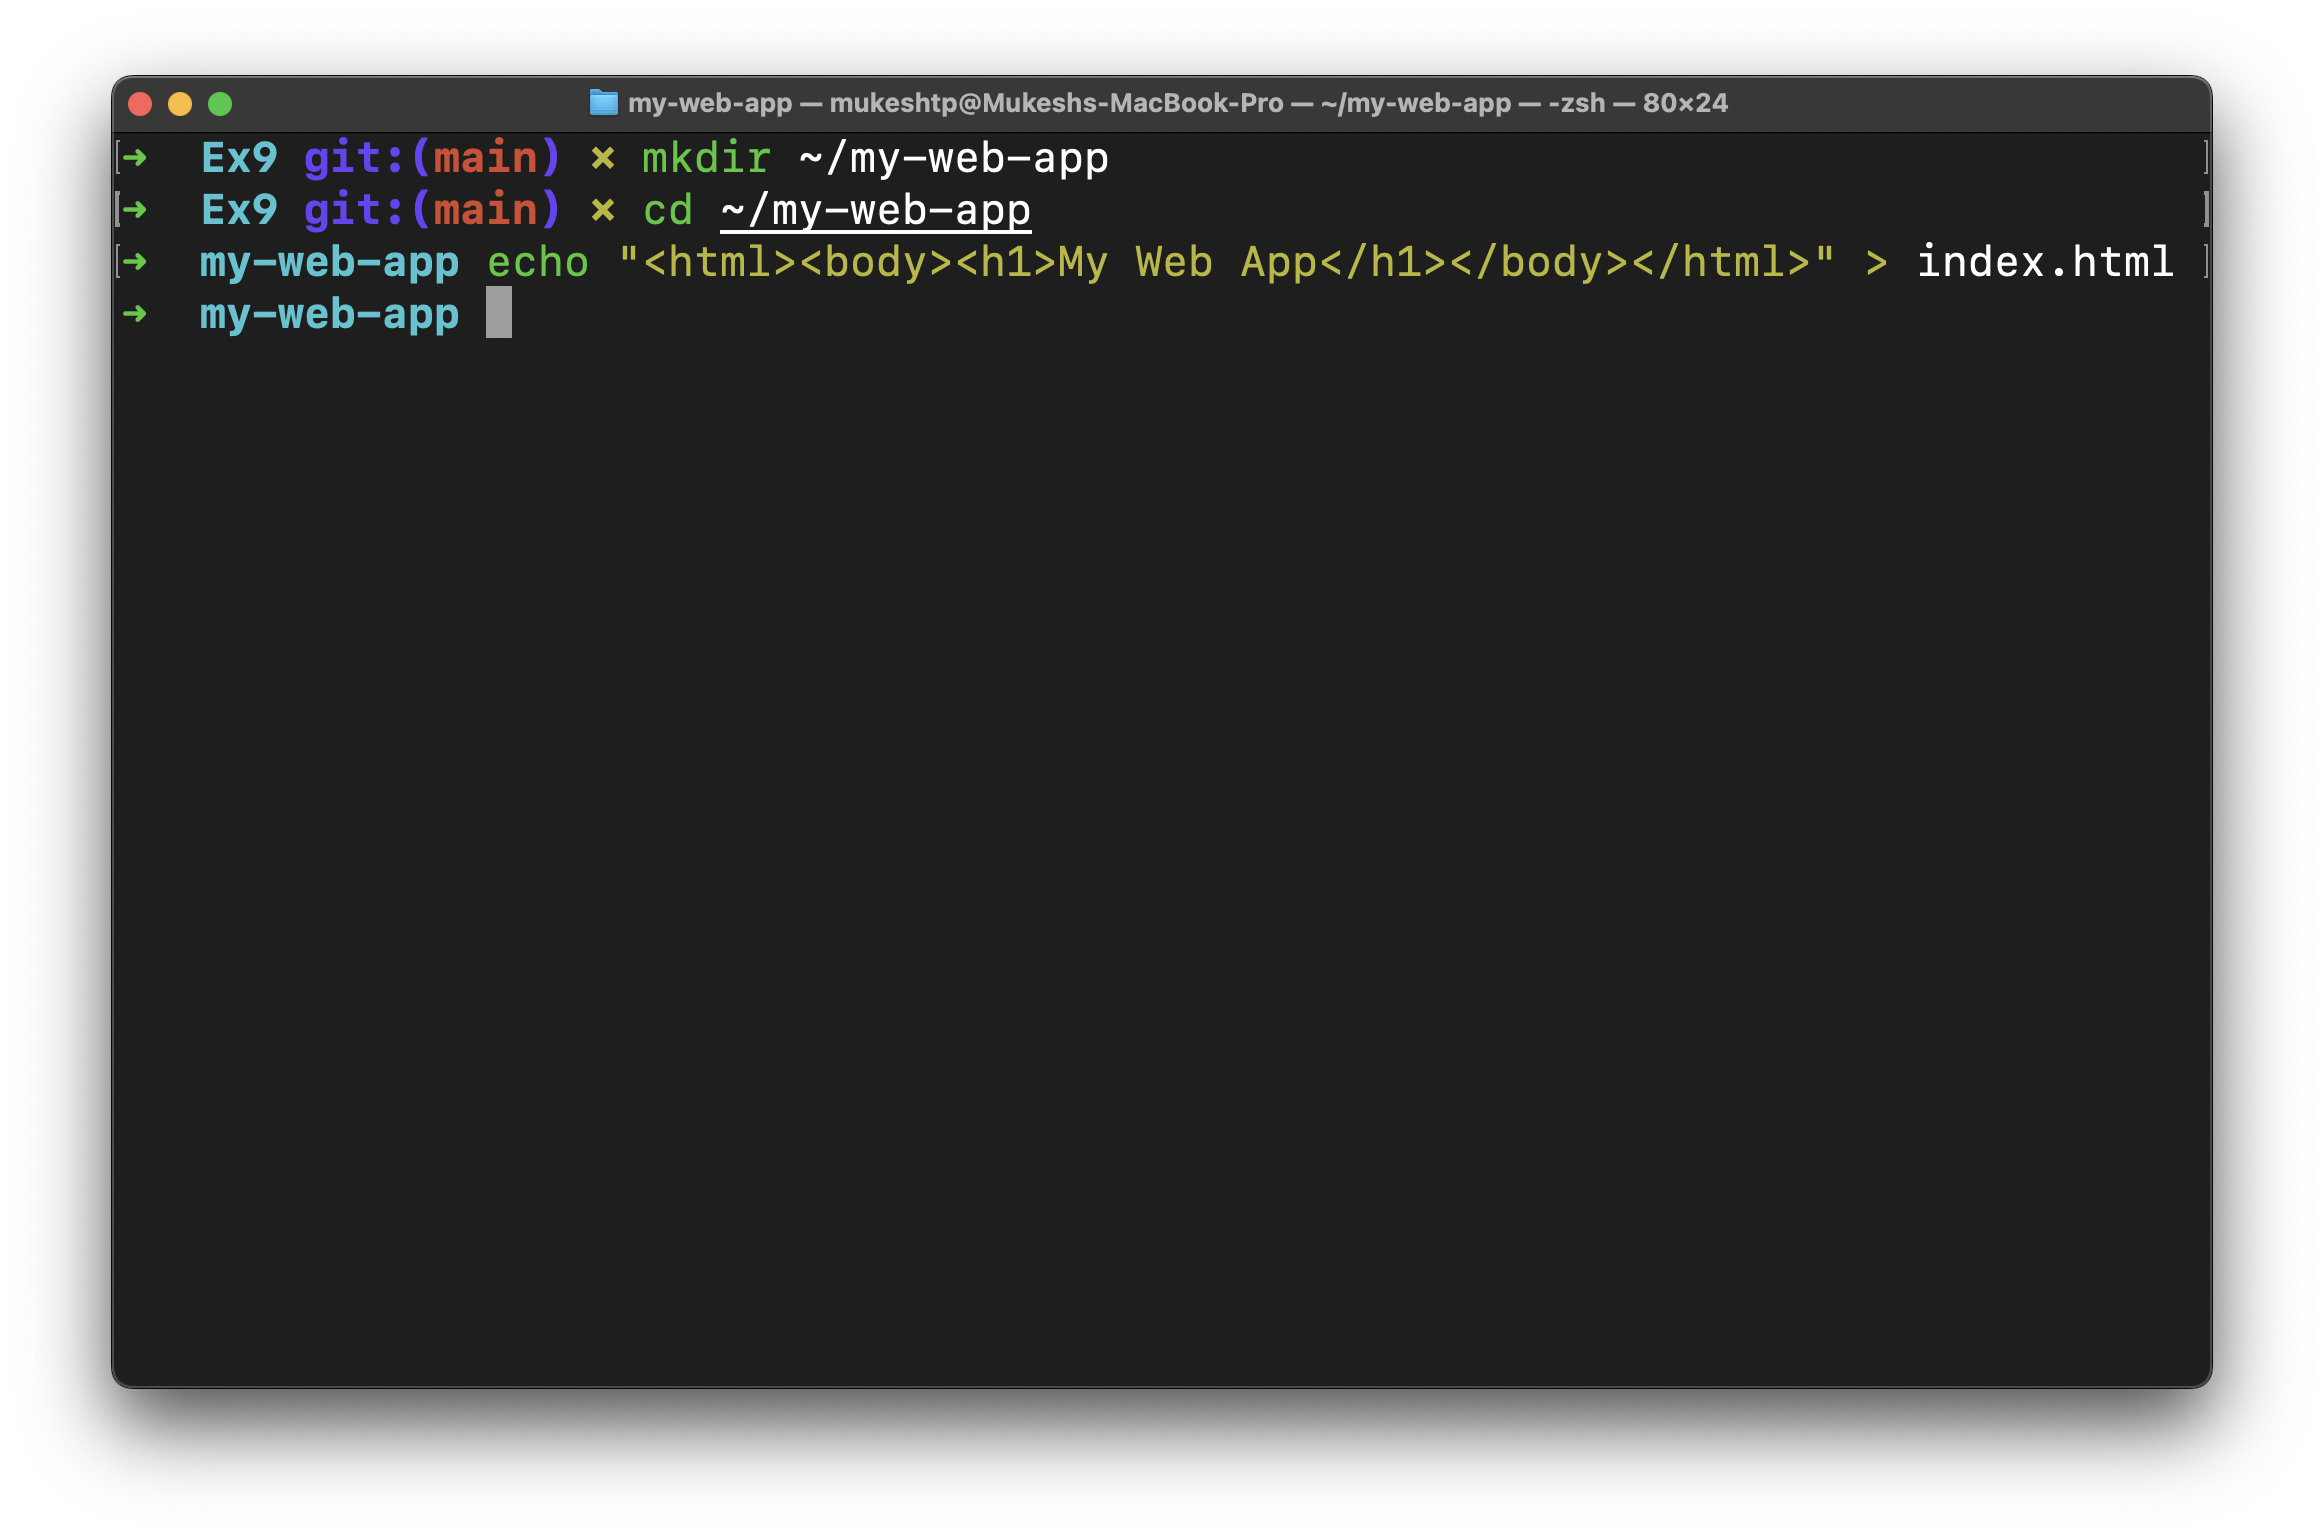 my-web-app — mukeshtp@Mukeshs-MacBook-Pro — ~/my-web-app — -zsh — 80×24
[➜  Ex9 git:(main) ✗ mkdir ~/my-web-app ]
[➜  Ex9 git:(main) ✗ cd ~/my-web-app ]
[➜  my-web-app echo "<html><body><h1>My Web App</h1></body></html>" > index.html ]
➜  my-web-app